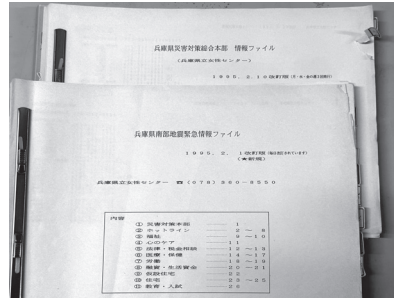 兵庫県災害対策総合本部 情報ファイル
(兵庫県立女性センター)
1995.2.10改訂版
兵庫県南部地震緊急情報ファイル
1995.2. 1改訂版
(★新規)
兵庫県立女性センター ☎(078)360-8550
内容
① 災害対策本部 —— 1
② ホットライン —— 2 ～ 8
③ 福祉 —— 9 ～10
④ 心のケア —— 11
⑤ 法律・税金相談 —— 12 ～13
⑥ 医療・保健 —— 14 ～17
⑦ 労働 —— 18 ～19
⑧ 融資・生活資金 —— 20 ～21
⑨ 仮設住宅 —— 22
⑩ 住宅 —— 23 ～25
⑪ 教育・入試 —— 26